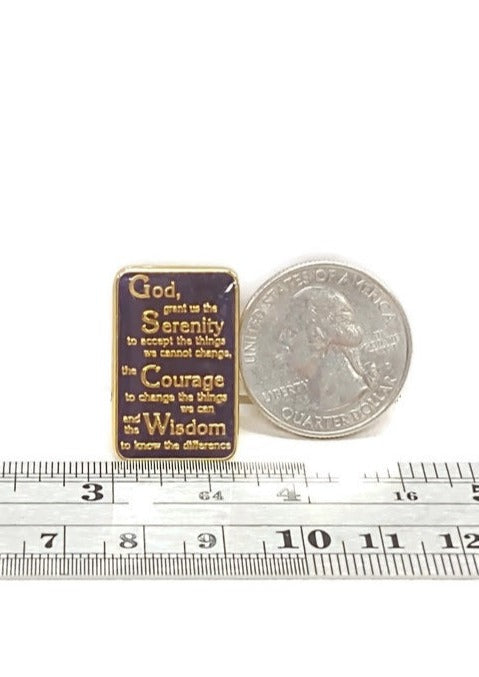 God,
grant us the
Serenity
to accept the things
we cannot change,
the
Courage
to change the things
we can
and
the Wisdom
to know the difference
UNITED STATES OF AMERICA
LIBERTY
QUARTER DOLLAR
3 64 4 16 5
7 8 9 10 11 12